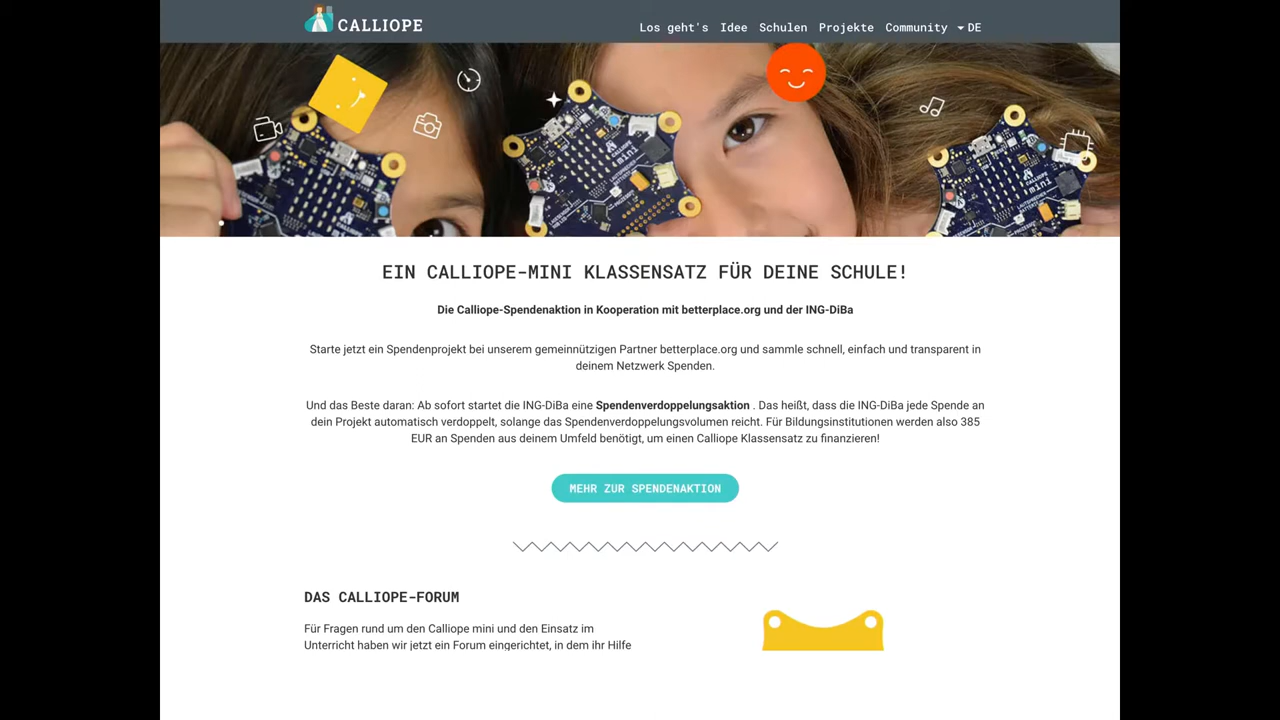 CALLIOPE
Los geht's Idee Schulen Projekte Community DE
EIN CALLIOPE-MINI KLASSENSATZ FÜR DEINE SCHULE!
Die Calliope-Spendenaktion in Kooperation mit betterplace.org und der ING-DiBa
Starte jetzt ein Spendenprojekt bei unserem gemeinnützigen Partner betterplace.org und sammle schnell, einfach und transparent in
deinem Netzwerk Spenden.
Und das Beste daran: Ab sofort startet die ING-DiBa eine Spendenverdoppelungsaktion . Das heißt, dass die ING-DiBa jede Spende an
dein Projekt automatisch verdoppelt, solange das Spendenverdoppelungsvolumen reicht. Für Bildungsinstitutionen werden also 385
EUR an Spenden aus deinem Umfeld benötigt, um einen Calliope Klassensatz zu finanzieren!
MEHR ZUR SPENDENAKTION
DAS CALLIOPE-FORUM
Für Fragen rund um den Calliope mini und den Einsatz im
Unterricht haben wir jetzt ein Forum eingerichtet, in dem ihr Hilfe